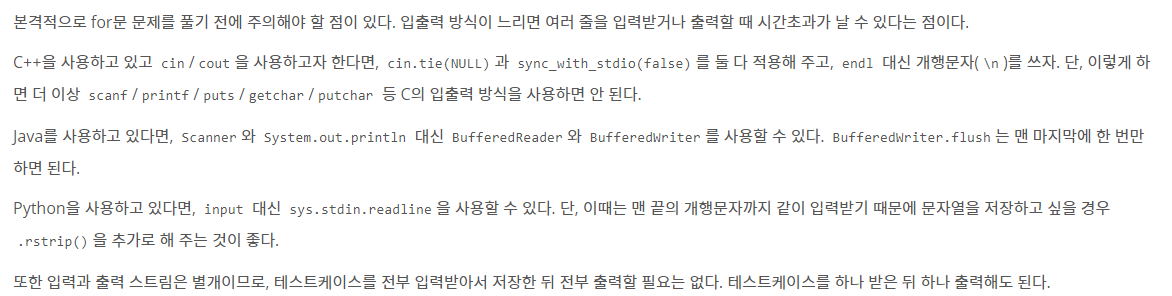 본격적으로 for문 문제를 풀기 전에 주의해야 할 점이 있다. 입출력 방식이 느리면 여러 줄을 입력받거나 출력할 때 시간초과가 날 수 있다는 점이다.
C++을 사용하고 있고 cin / cout 을 사용하고자 한다면, cin.tie(NULL) 과 sync_with_stdio(false) 를 둘 다 적용해 주고, endl 대신 개행문자( \n )를 쓰자. 단, 이렇게 하
면 더 이상 scanf / printf / puts / getchar / putchar 등 C의 입출력 방식을 사용하면 안 된다.
Java를 사용하고 있다면, Scanner 와 System.out.println 대신 BufferedReader 와 BufferedWriter 를 사용할 수 있다. BufferedWriter.flush 는 맨 마지막에 한 번만
하면 된다.
Python을 사용하고 있다면, input 대신 sys.stdin.readline 을 사용할 수 있다. 단, 이때는 맨 끝의 개행문자까지 같이 입력받기 때문에 문자열을 저장하고 싶을 경우
.rstrip() 을 추가로 해 주는 것이 좋다.
또한 입력과 출력 스트림은 별개이므로, 테스트케이스를 전부 입력받아서 저장한 뒤 전부 출력할 필요는 없다. 테스트케이스를 하나 받은 뒤 하나 출력해도 된다.